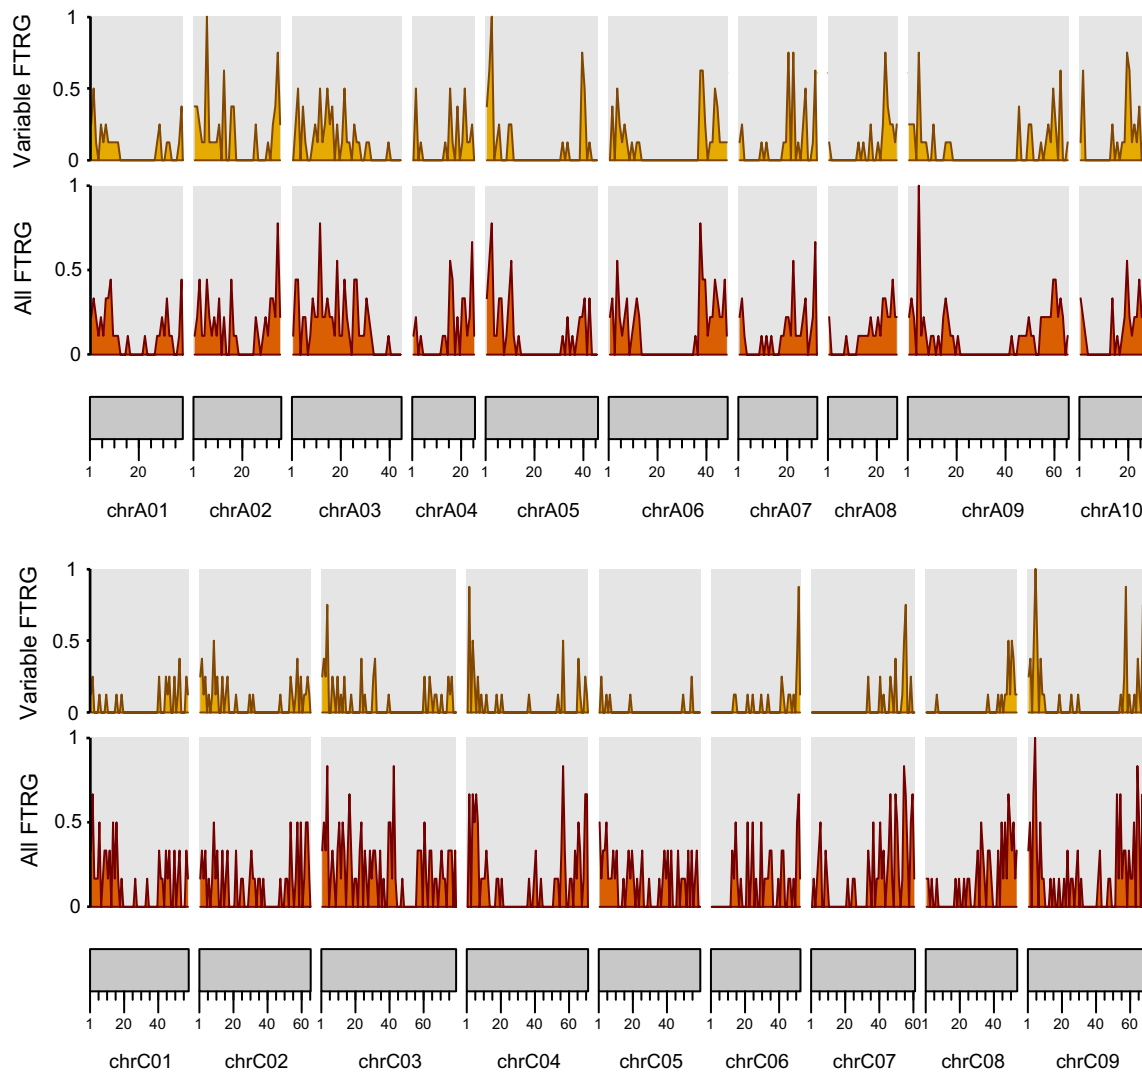 Variable FTRG
1
0.5
0
All FTRG
1
0.5
0
1 20 1 20 1 20 40 1 20 1 20 40 1 20 40 1 20 1 20 1 20 40 60 1 20
chrA01 chrA02 chrA03 chrA04 chrA05 chrA06 chrA07 chrA08 chrA09 chrA10
Variable FTRG
1
0.5
0
All FTRG
1
0.5
0
1 20 40 1 20 60 1 20 40 60 1 20 40 60 1 20 40 1 20 40 1 20 40 60 1 20 40 1 20 40 60
chrC01 chrC02 chrC03 chrC04 chrC05 chrC06 chrC07 chrC08 chrC09